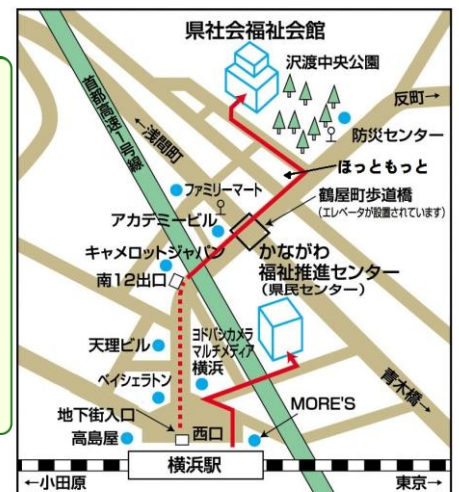 県社会福祉会館
沢渡中央公園
反町→
首都高速1号線
←浅間町
防災センター
ほっともっと
ファミリーマート
鶴屋町歩道橋
(エレベータが設置されています)
アカデミービル
キャメロットジャパン
かながわ
福祉推進センター
(県民センター)
南12出口
天理ビル
ヨドバシカメラ
マルチメディア
横浜
ベイシェラトン
青木橋→
MORE'S
地下街入口
高島屋
西口
横浜駅
←小田原
東京→